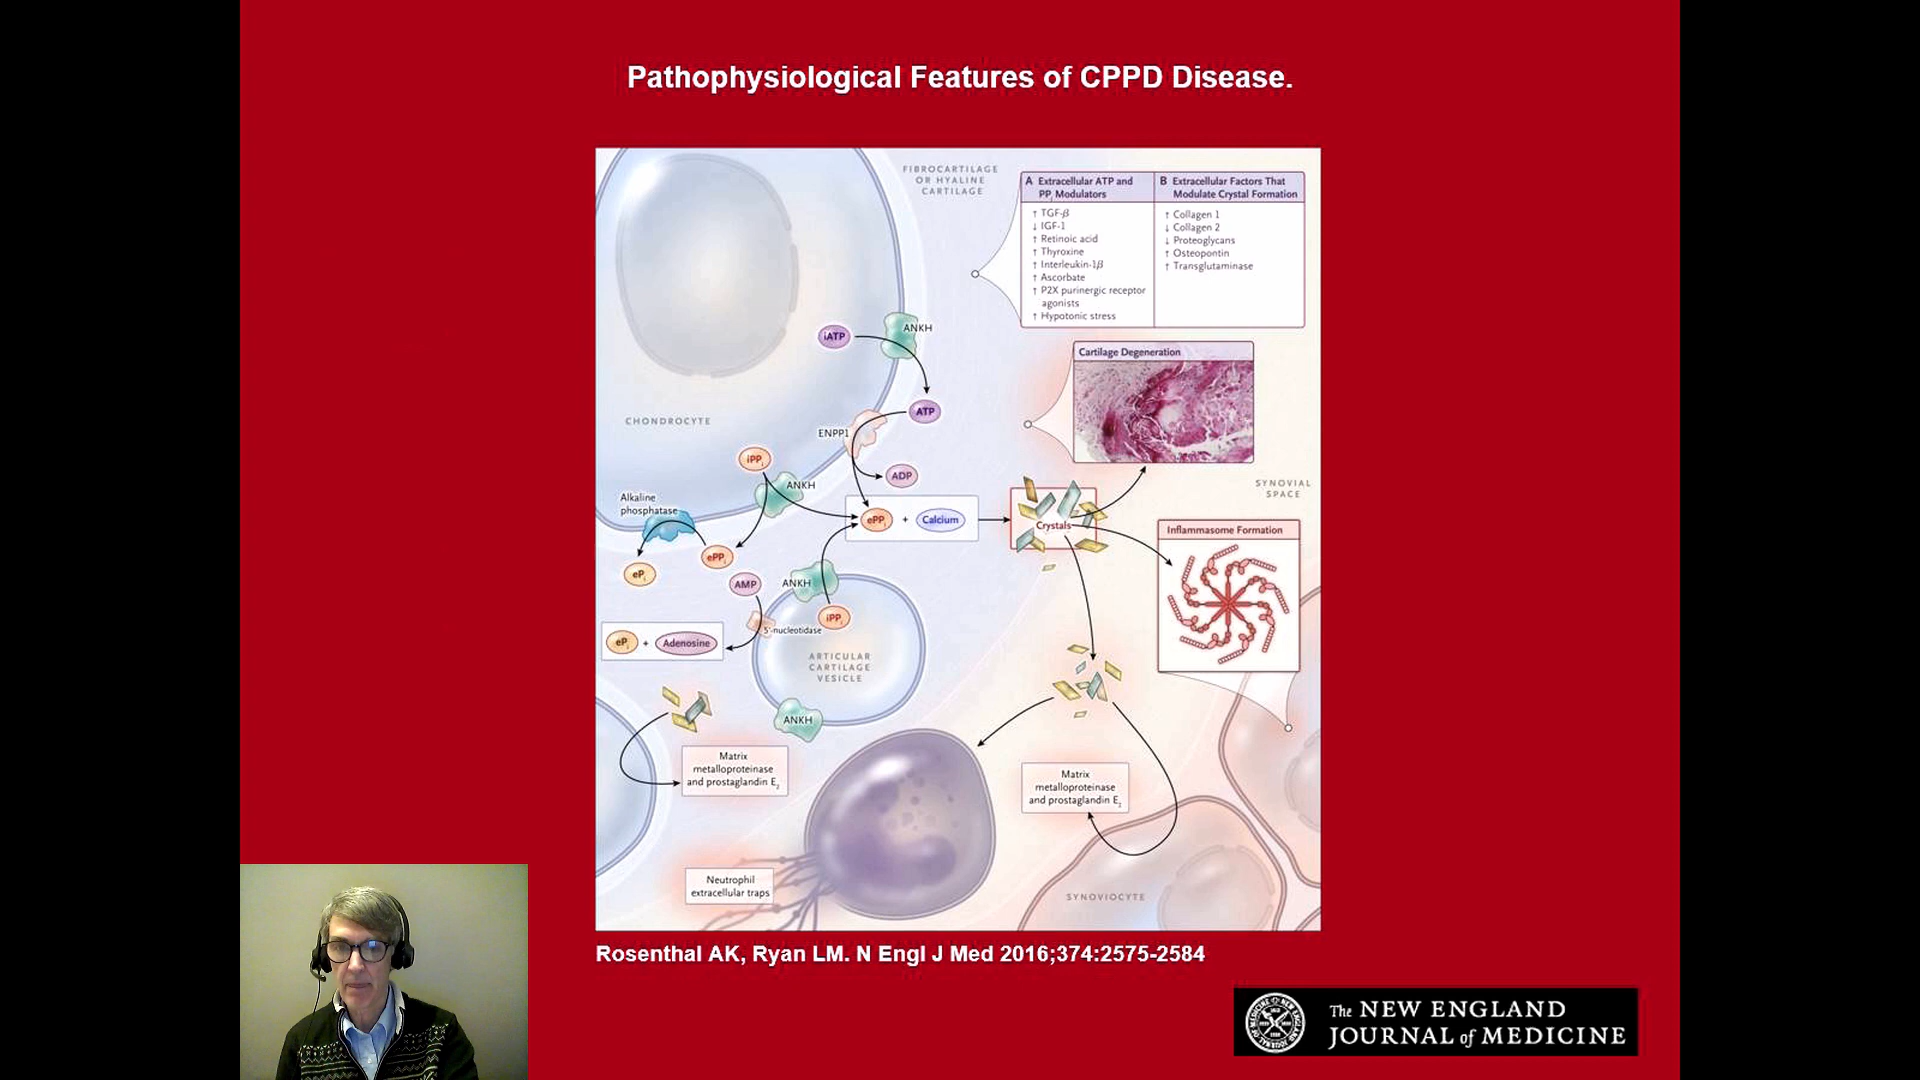 Pathophysiological Features of CPPD Disease.
FIBROCARTILAGE
OR HYALINE
CARTILAGE
A Extracellular ATP and
PPi Modulators
↑ TGF-β
↓ IGF-1
↑ Retinoic acid
↑ Thyroxine
↑ Interleukin-1β
↑ Ascorbate
↑ P2X purinergic receptor
agonists
↑ Hypotonic stress
B Extracellular Factors That
Modulate Crystal Formation
↑ Collagen 1
↓ Collagen 2
↓ Proteoglycans
↑ Osteopontin
↑ Transglutaminase
iATP
ANKH
Cartilage Degeneration
ATP
CHONDROCYTE
ENPP1
iPPi
ADP
ANKH
SYNOVIAL
SPACE
Alkaline
phosphatase
ePPi + Calcium
Crystals
Inflammasome Formation
ePPi
ePi
AMP
ANKH
iPPi
5'-nucleotidase
ePi + Adenosine
ARTICULAR
CARTILAGE
VESICLE
ANKH
Matrix
metalloproteinase
and prostaglandin E2
Matrix
metalloproteinase
and prostaglandin E2
Neutrophil
extracellular traps
SYNOVIOCYTE
Rosenthal AK, Ryan LM. N Engl J Med 2016;374:2575-2584
The NEW ENGLAND
JOURNAL of MEDICINE